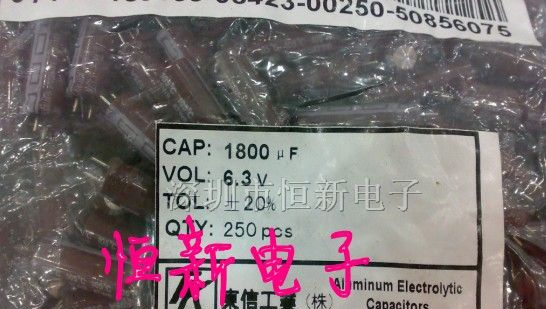 00250-50856075
CAP: 1800 μF
VOL: 6.3 V
深圳市恒新电子
TOL: ±20%
QTY: 250 pcs
恒新电子
Aluminum Electrolytic
東信工業(株) Capacitors